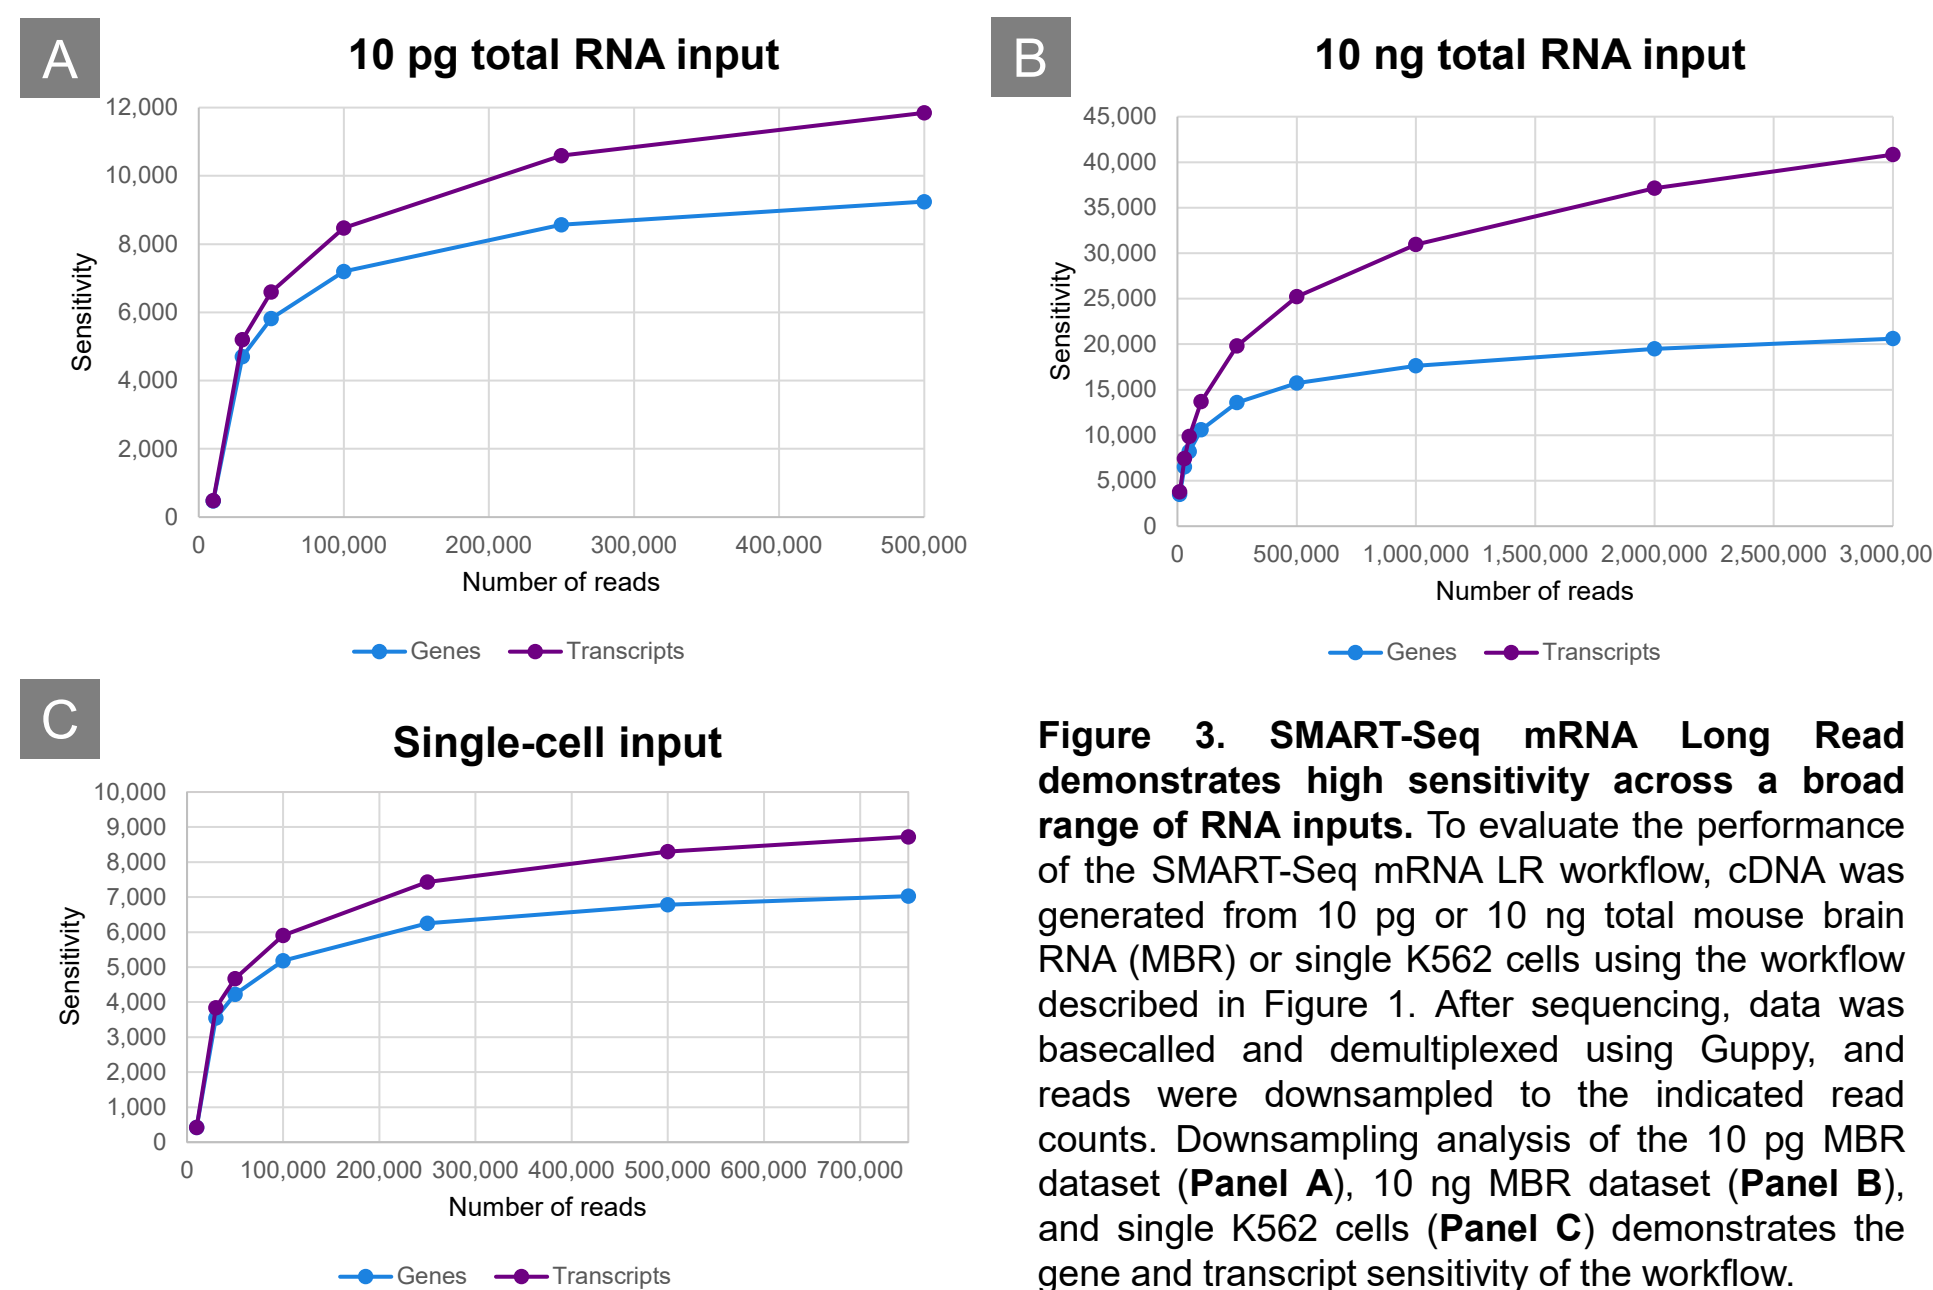 A
10 pg total RNA input
12,000
10,000
8,000
6,000
4,000
2,000
0
Sensitivity
0 100,000 200,000 300,000 400,000 500,000
Number of reads
Genes Transcripts
B
10 ng total RNA input
45,000
40,000
35,000
30,000
25,000
20,000
15,000
10,000
5,000
0
Sensitivity
0 500,000 1,000,000 1,500,000 2,000,000 2,500,000 3,000,00
Number of reads
Genes Transcripts
C
Single-cell input
10,000
9,000
8,000
7,000
6,000
5,000
4,000
3,000
2,000
1,000
0
Sensitivity
0 100,000 200,000 300,000 400,000 500,000 600,000 700,000
Number of reads
Genes Transcripts
Figure 3. SMART-Seq mRNA Long Read
demonstrates high sensitivity across a broad
range of RNA inputs. To evaluate the performance
of the SMART-Seq mRNA LR workflow, cDNA was
generated from 10 pg or 10 ng total mouse brain
RNA (MBR) or single K562 cells using the workflow
described in Figure 1. After sequencing, data was
basecalled and demultiplexed using Guppy, and
reads were downsampled to the indicated read
counts. Downsampling analysis of the 10 pg MBR
dataset (Panel A), 10 ng MBR dataset (Panel B),
and single K562 cells (Panel C) demonstrates the
gene and transcript sensitivity of the workflow.